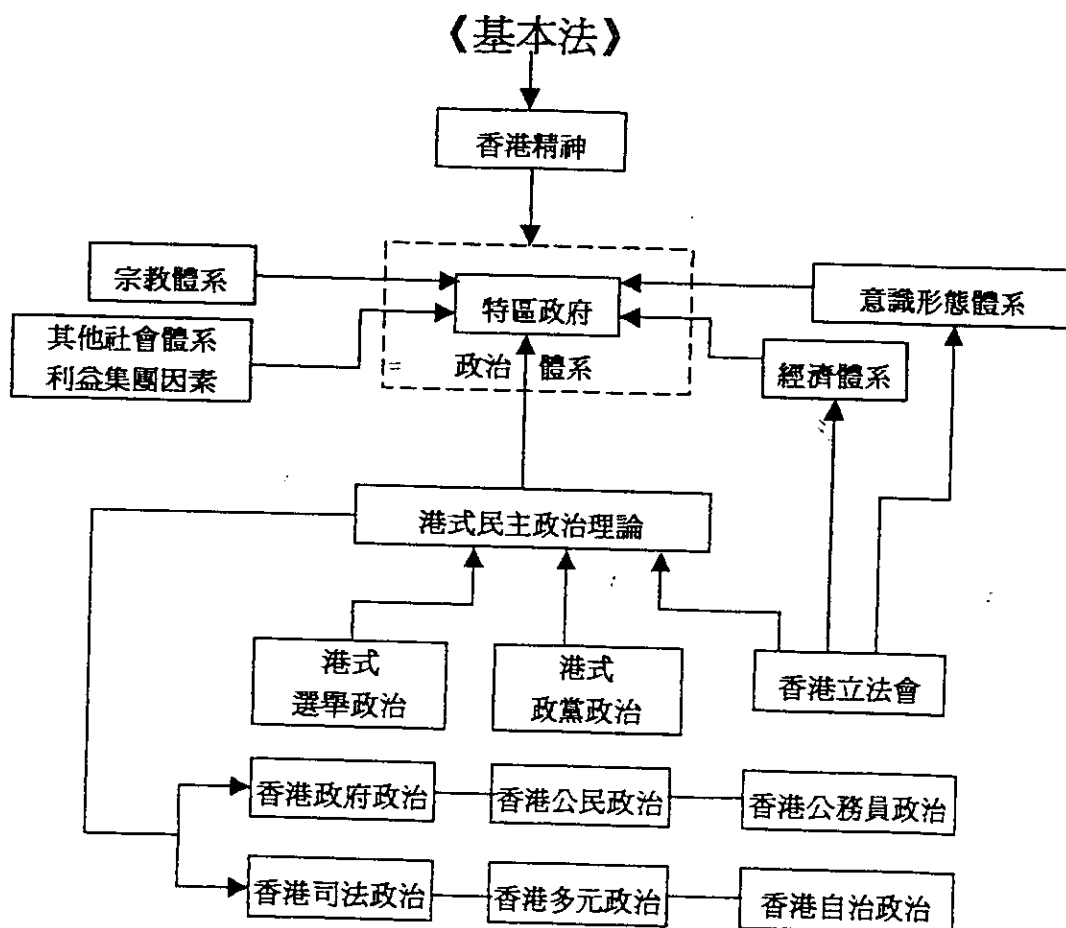 《基本法》
香港精神
宗教體系
特區政府
意識形態體系
其他社會體系
利益集團因素
政治 體系
經濟體系
港式民主政治理論
港式
選舉政治
港式
政黨政治
香港立法會
香港政府政治
香港公民政治
香港公務員政治
香港司法政治
香港多元政治
香港自治政治